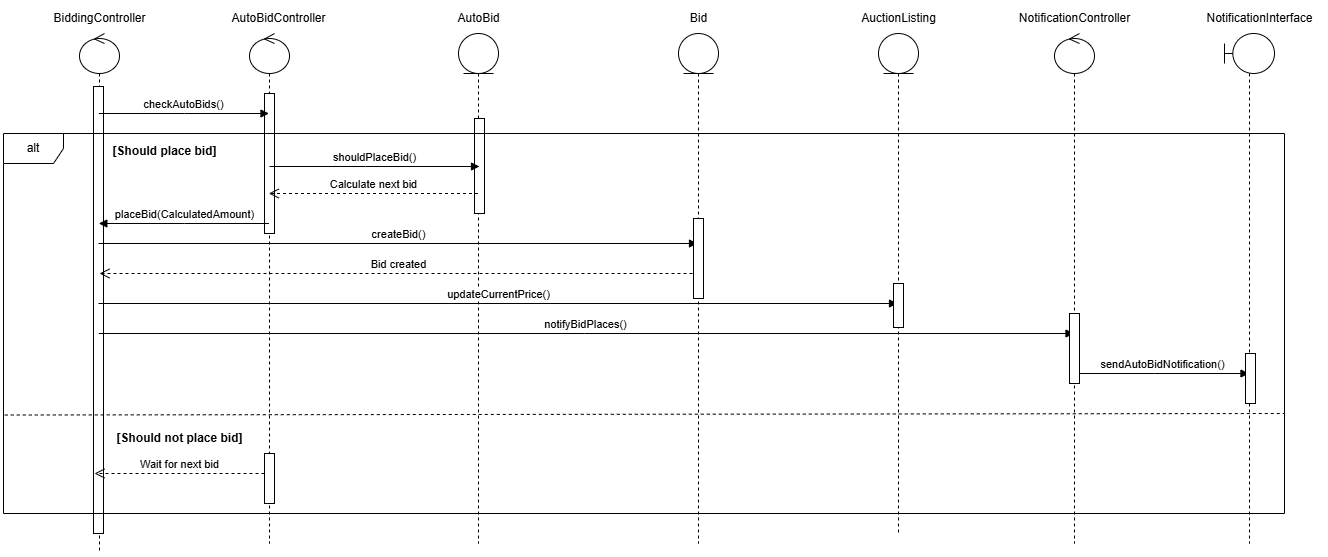 BiddingController
AutoBidController
AutoBid
Bid
AuctionListing
NotificationController
NotificationInterface
checkAutoBids()
alt
[Should place bid]
shouldPlaceBid()
Calculate next bid
placeBid(CalculatedAmount)
createBid()
Bid created
updateCurrentPrice()
notifyBidPlaces()
sendAutoBidNotification()
[Should not place bid]
Wait for next bid